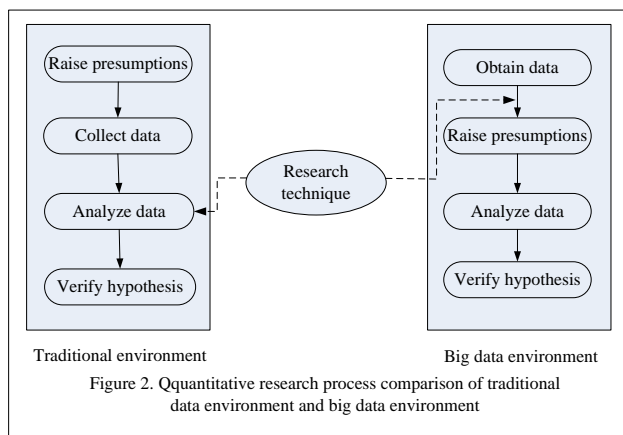 Raise presumptions
Collect data
Analyze data
Verify hypothesis
Traditional environment
Research
technique
Obtain data
Raise presumptions
Analyze data
Verify hypothesis
Big data environment
Figure 2. Qquantitative research process comparison of traditional
data environment and big data environment